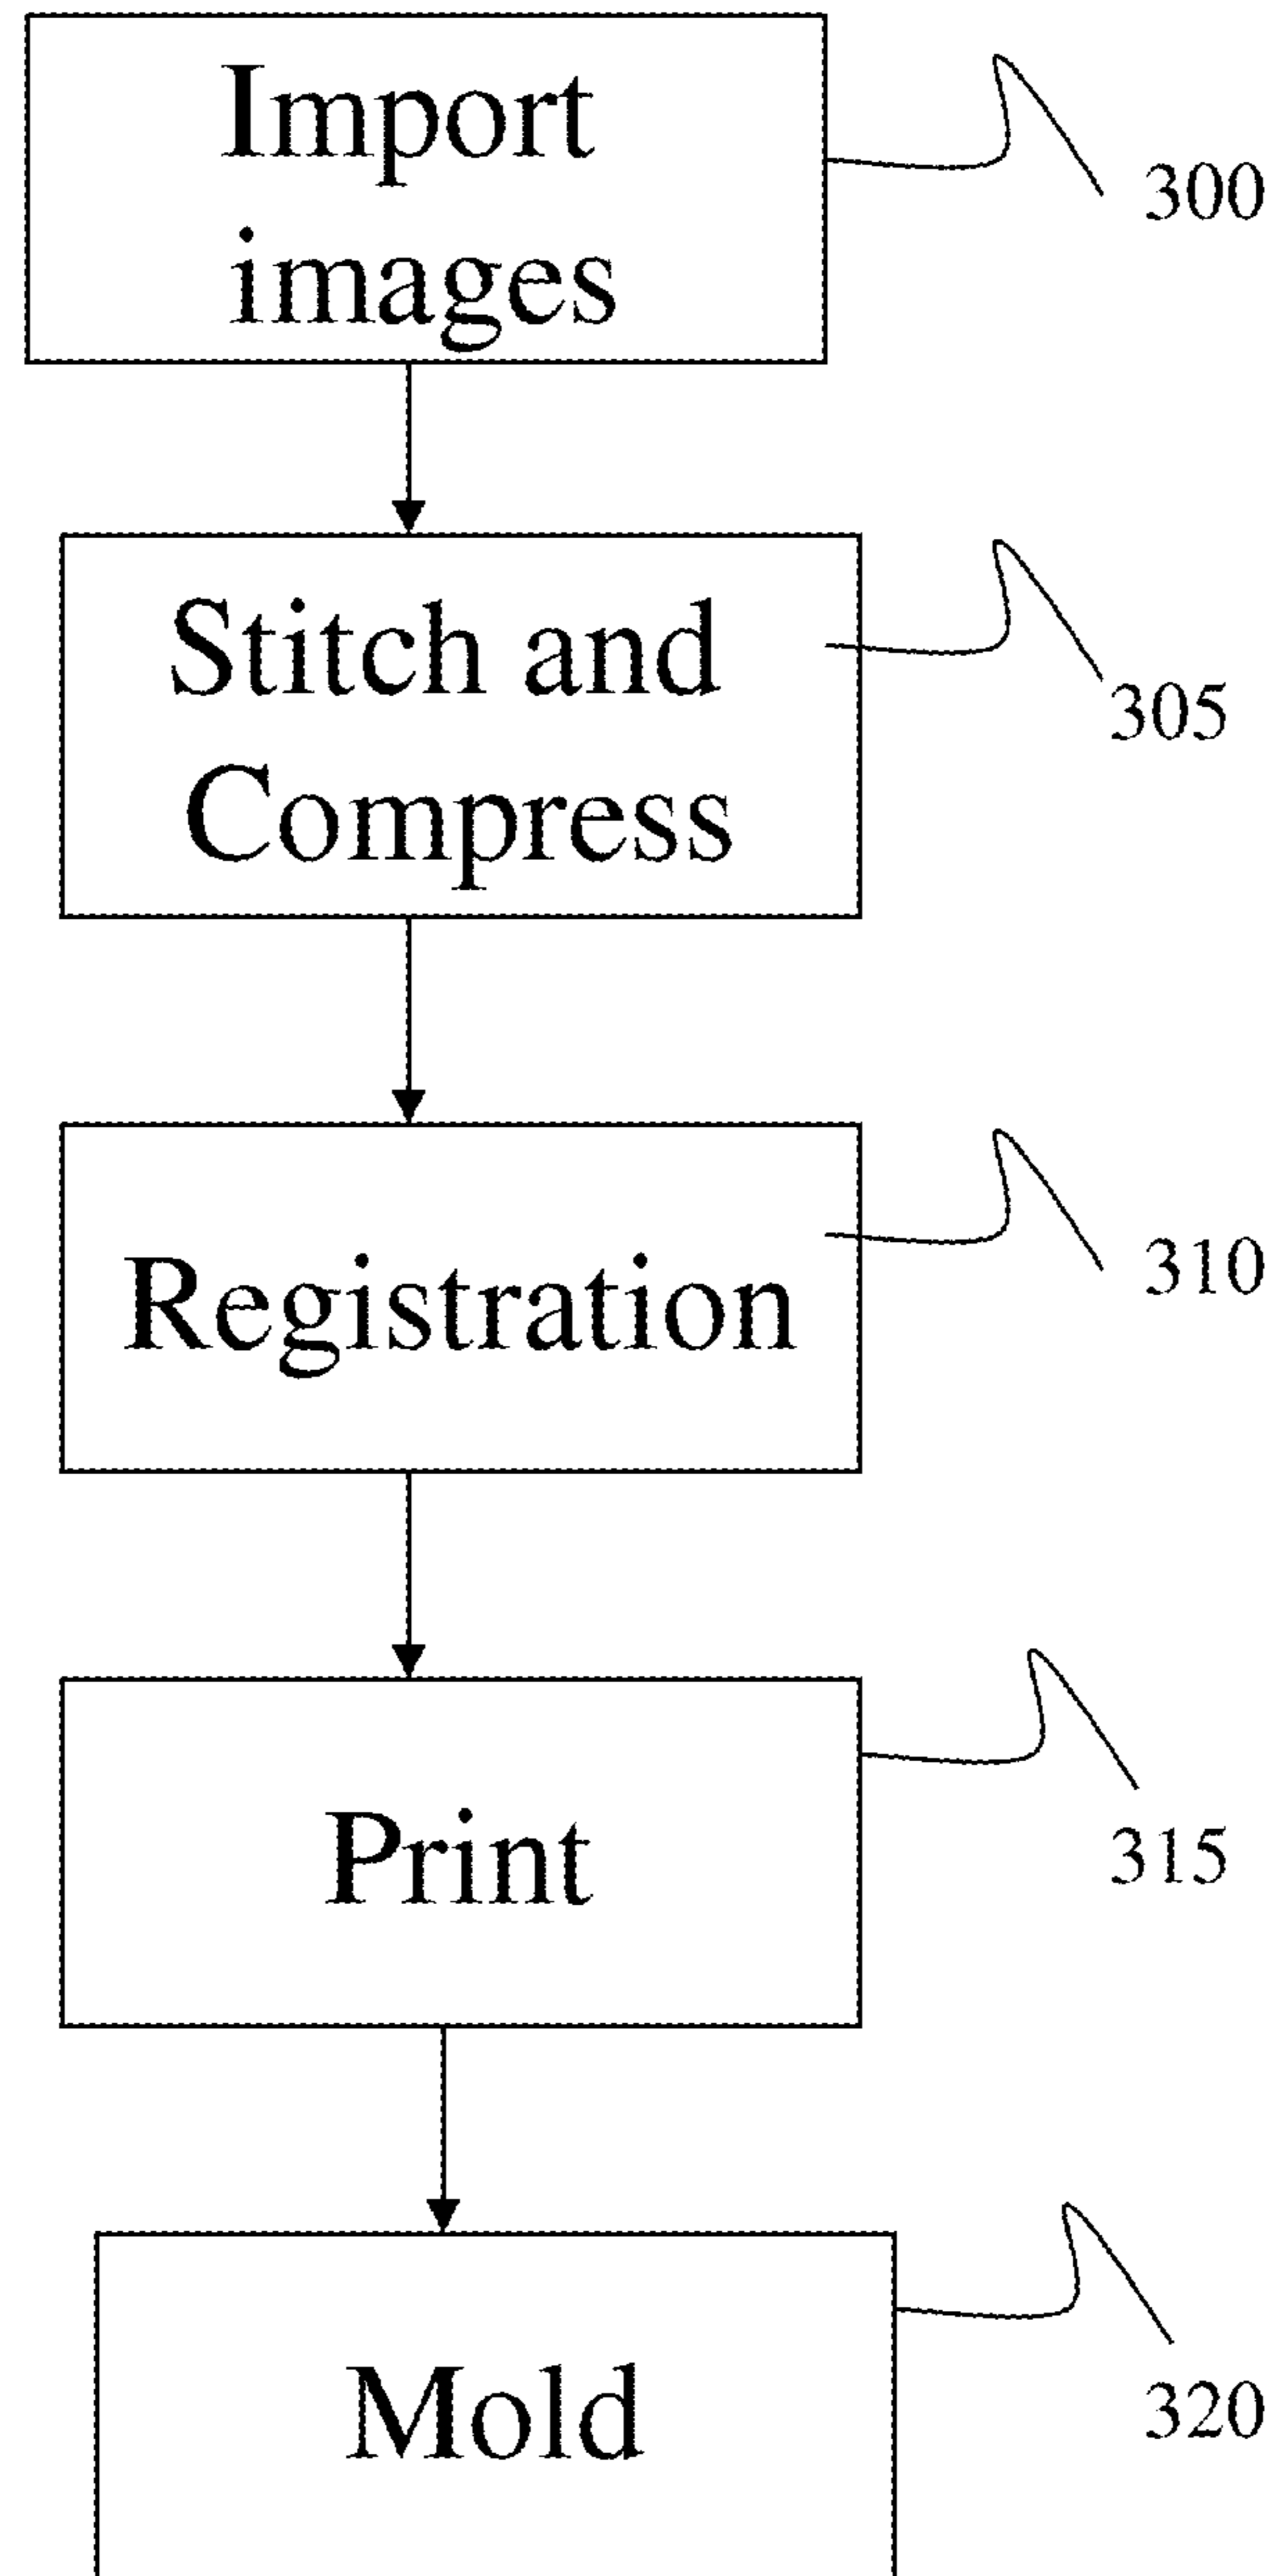 Import
images
300
Stitch and
Compress
305
Registration
310
Print
315
Mold
320